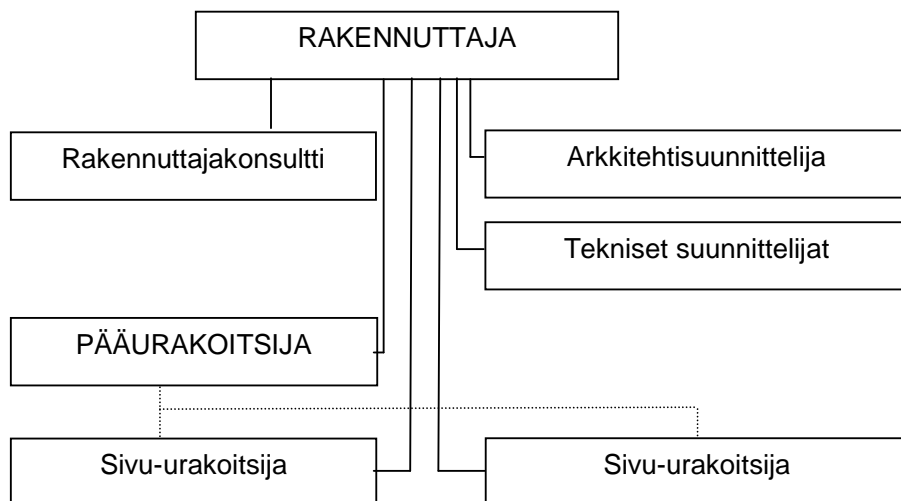 RAKENNUTTAJA
Rakennuttajakonsultti
Arkkitehtisuunnittelija
Tekniset suunnittelijat
PÄÄURAKOITSIJA
Sivu-urakoitsija
Sivu-urakoitsija